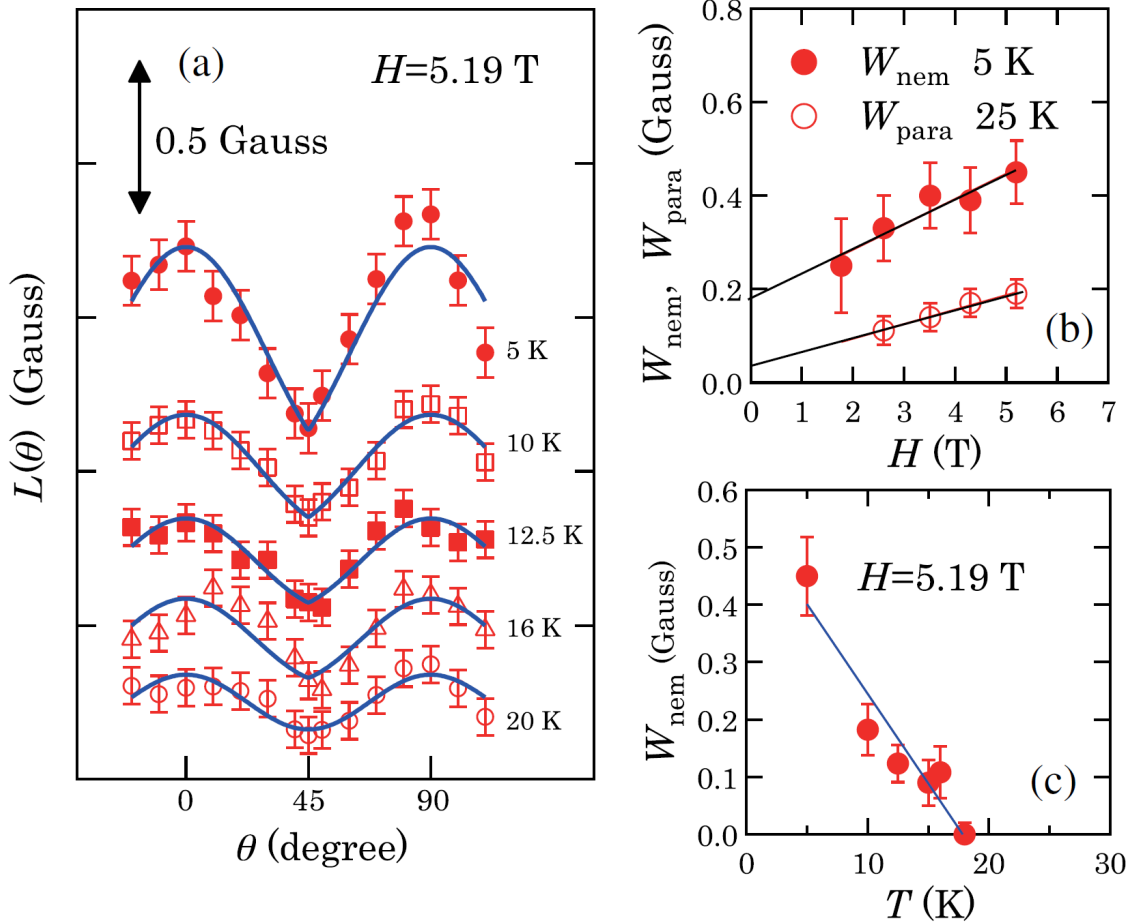 (a)
H=5.19 T
0.5 Gauss
5 K
10 K
12.5 K
16 K
20 K
L(θ) (Gauss)
0 45 90
θ (degree)
0.8
0.6
0.4
0.2
0.0
W_nem, W_para (Gauss)
W_nem 5 K
W_para 25 K
(b)
0 1 2 3 4 5 6 7
H (T)
0.6
0.5
0.4
0.3
0.2
0.1
0.0
W_nem (Gauss)
H=5.19 T
(c)
0 10 20 30
T (K)